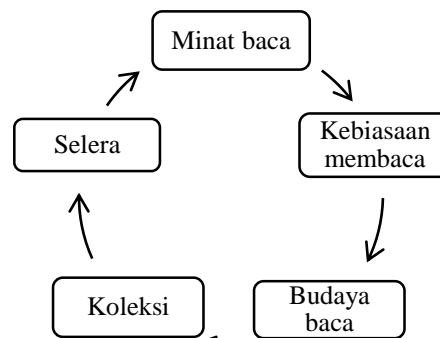 Minat baca
Kebiasaan
membaca
Budaya
baca
Koleksi
Selera